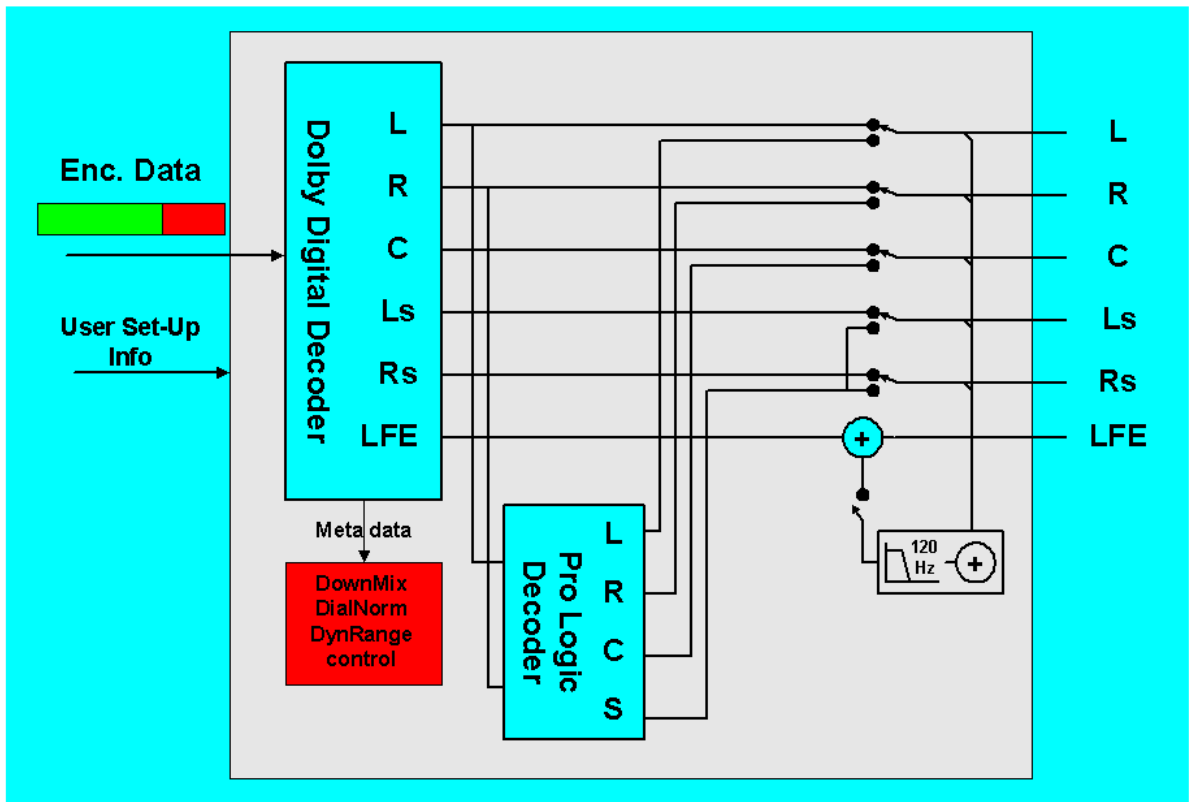 Enc. Data
User Set-Up
Info
Dolby Digital Decoder
L
R
C
Ls
Rs
LFE
Meta data
DownMix
DialNorm
DynRange
control
Pro Logic
Decoder
L
R
C
S
+
120
Hz
+
L
R
C
Ls
Rs
LFE